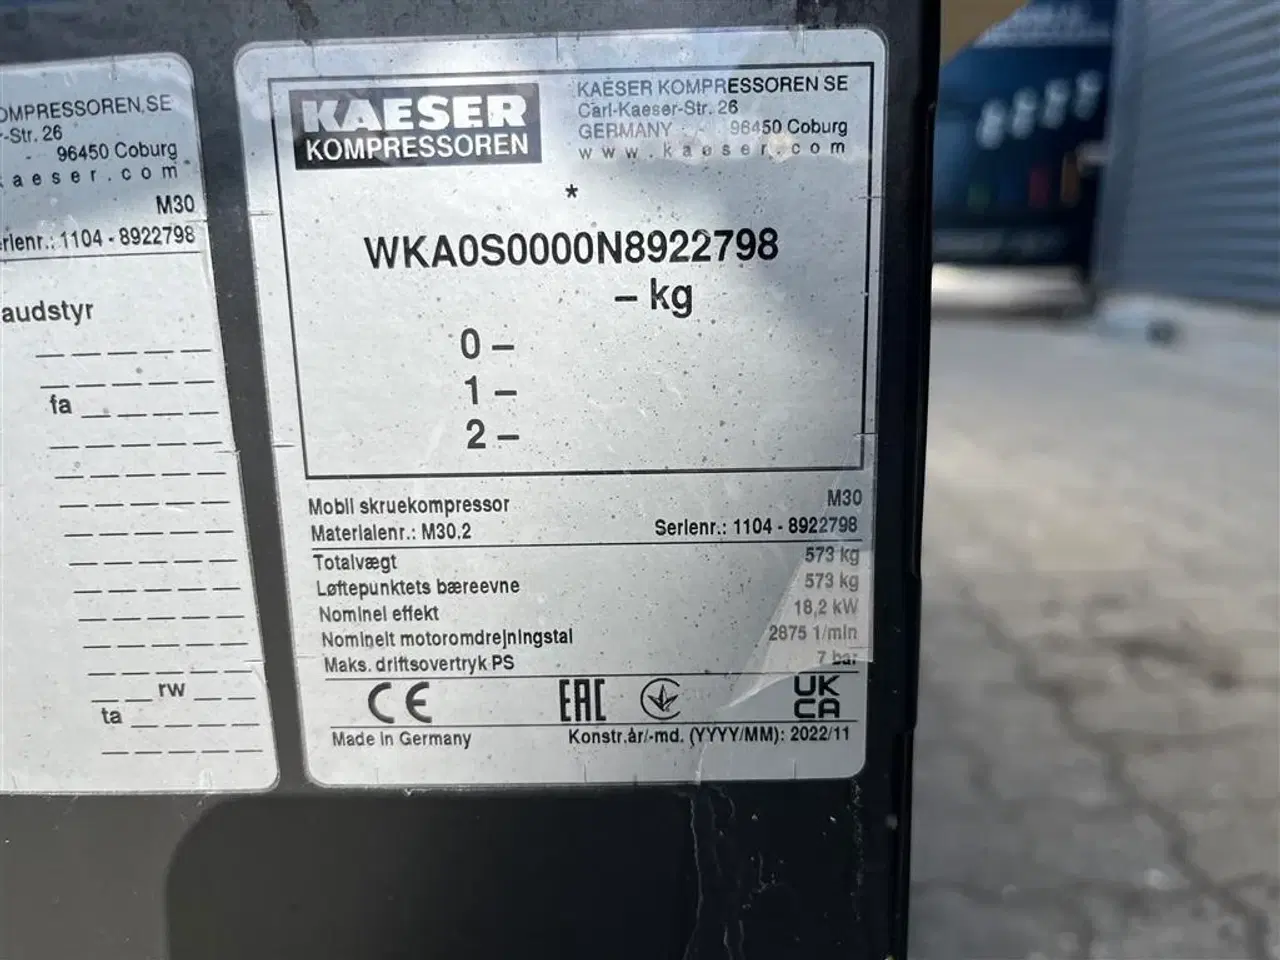 OMPRESSOREN SE
-Str. 26
- 96450 Coburg
aeser.com
M30
rienr.: 1104 - 8922798
audstyr
fa
rw
ta
KAESER
KOMPRESSOREN
KAESER KOMPRESSOREN SE
Carl-Kaeser-Str. 26
GERMANY - 96450 Coburg
www.kaeser.com
*
WKA0S0000N8922798
– kg
0 –
1 –
2 –
Mobil skruekompressor M30
Materialenr.: M30.2 Serienr.: 1104 - 8922798
Totalvægt 573 kg
Løftepunktets bæreevne 573 kg
Nominel effekt 18,2 kW
Nominelt motoromdrejningstal 2875 1/min
Maks. driftsovertryk PS 7 bar
CE EAC UK CA
Made in Germany Konstr.år/-md. (YYYY/MM): 2022/11